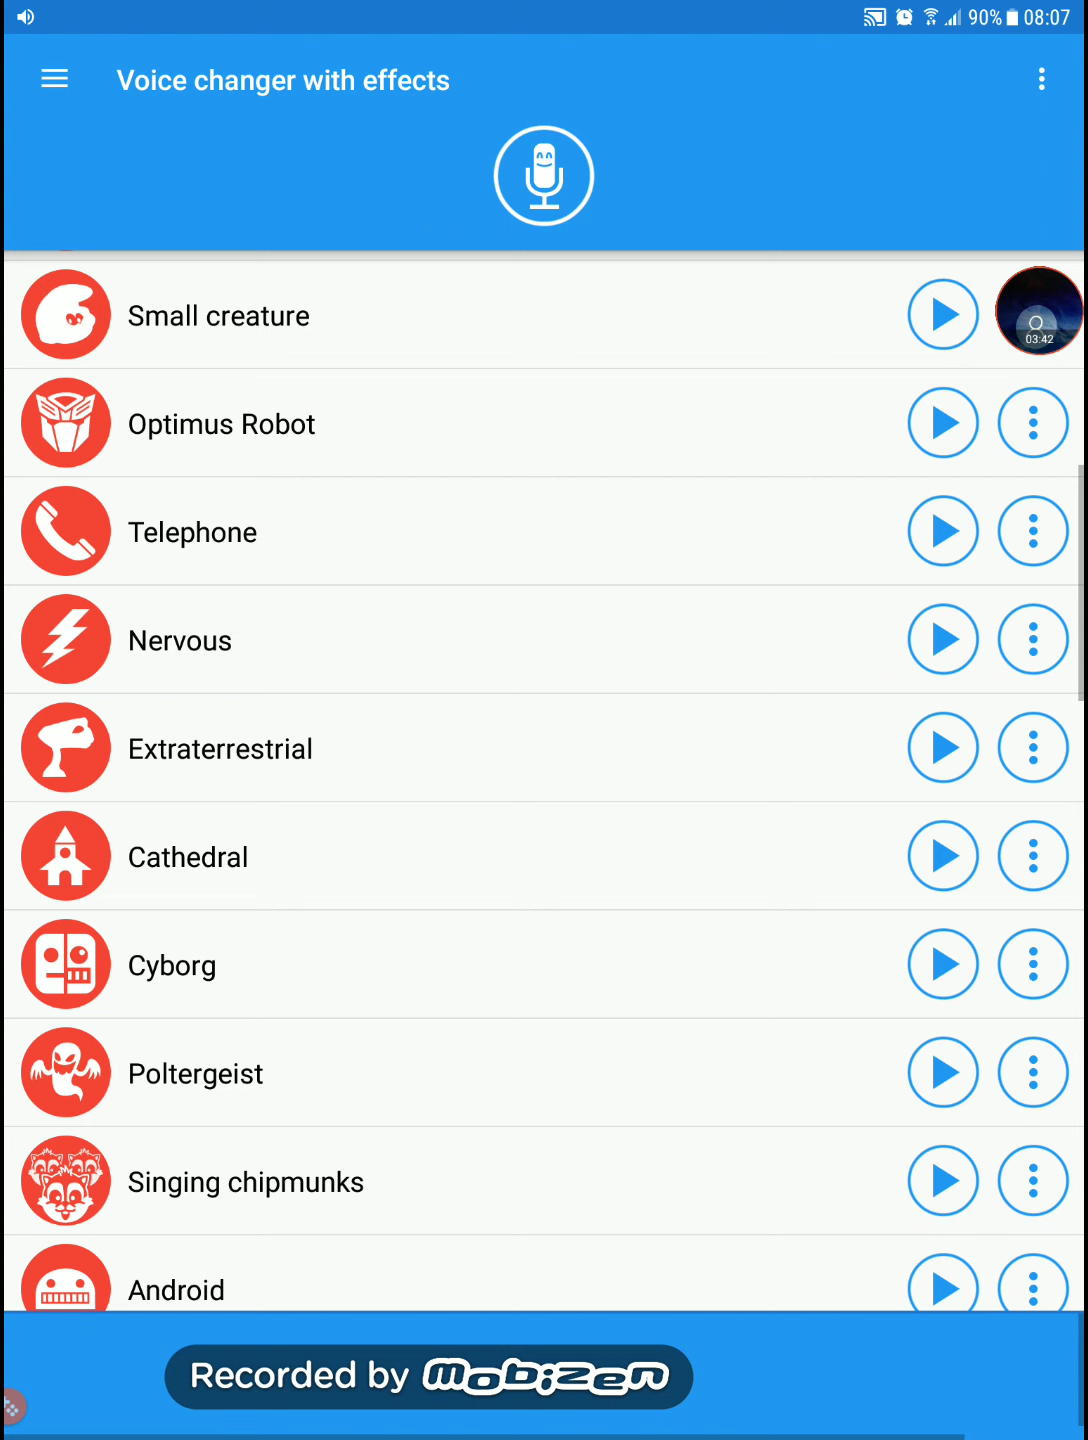 90% 08:07
Voice changer with effects
Small creature
03:42
Optimus Robot
Telephone
Nervous
Extraterrestrial
Cathedral
Cyborg
Poltergeist
Singing chipmunks
Android
Recorded by mobizen